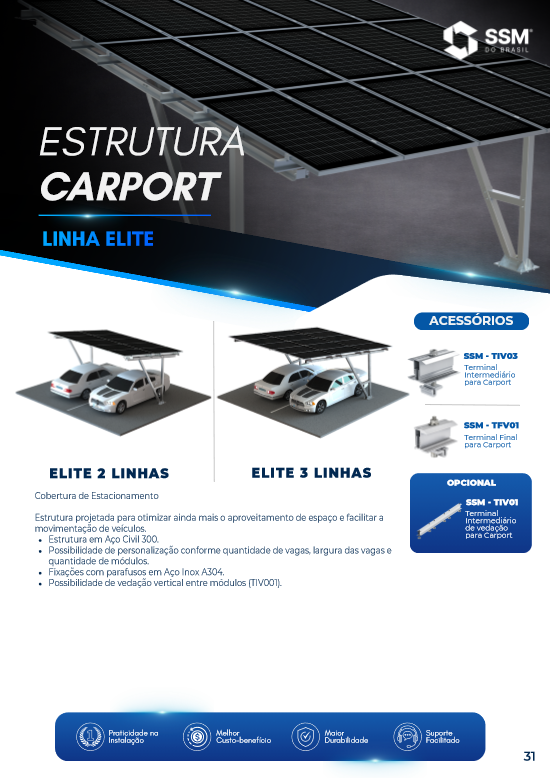 SSM
DO BRASIL
ESTRUTURA
CARPORT
LINHA ELITE
ACESSÓRIOS
SSM - TIV03
Terminal
Intermediário
para Carport
SSM - TFV01
Terminal Final
para Carport
OPCIONAL
SSM - TIV01
Terminal
Intermediário
de vedação
para Carport
ELITE 2 LINHAS
ELITE 3 LINHAS
Cobertura de Estacionamento
Estrutura projetada para otimizar ainda mais o aproveitamento de espaço e facilitar a
movimentação de veículos.
• Estrutura em Aço Civil 300.
• Possibilidade de personalização conforme quantidade de vagas, largura das vagas e
quantidade de módulos.
• Fixações com parafusos em Aço Inox A304.
• Possibilidade de vedação vertical entre módulos (TIV001).
Praticidade na
Instalação
Melhor
Custo-benefício
Maior
Durabilidade
Suporte
Facilitado
31